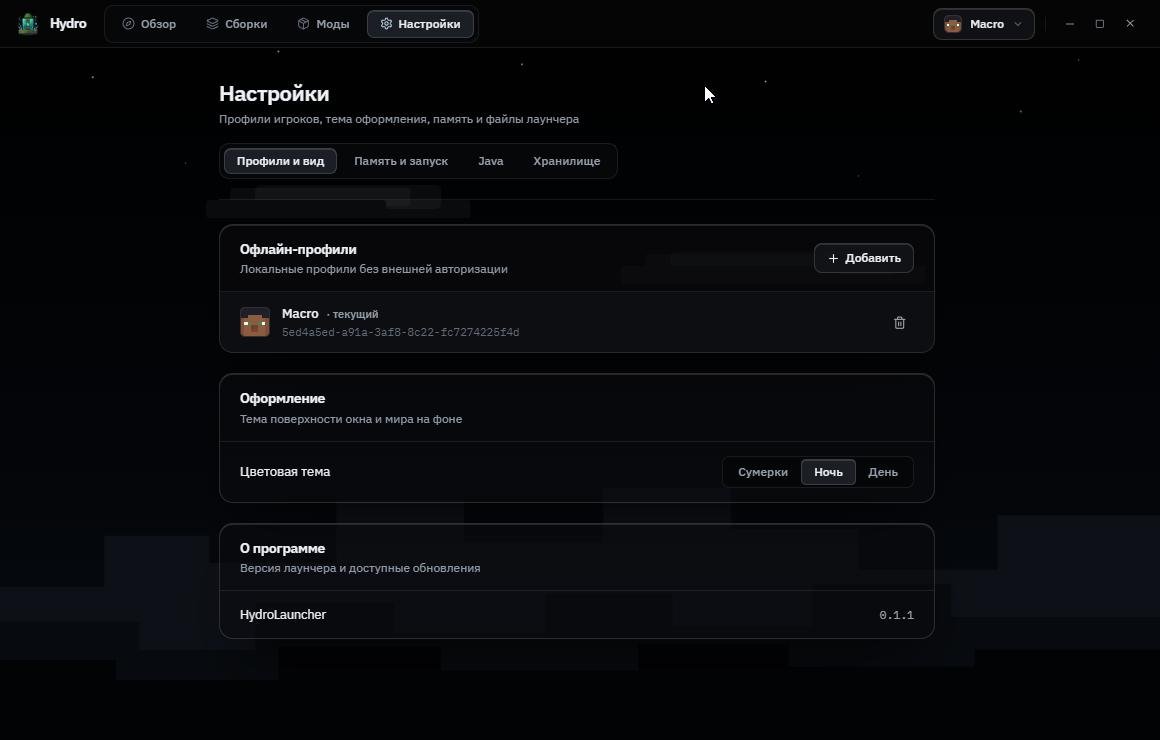 Hydro
Обзор
Сборки
Моды
Настройки
Macro
Настройки
Профили игроков, тема оформления, память и файлы лаунчера
Профили и вид
Память и запуск
Java
Хранилище
Офлайн-профили
Локальные профили без внешней авторизации
Добавить
Macro · текущий
5ed4a5ed-a91a-3af8-8c22-fc7274225f4d
Оформление
Тема поверхности окна и мира на фоне
Цветовая тема
Сумерки
Ночь
День
О программе
Версия лаунчера и доступные обновления
HydroLauncher
0.1.1